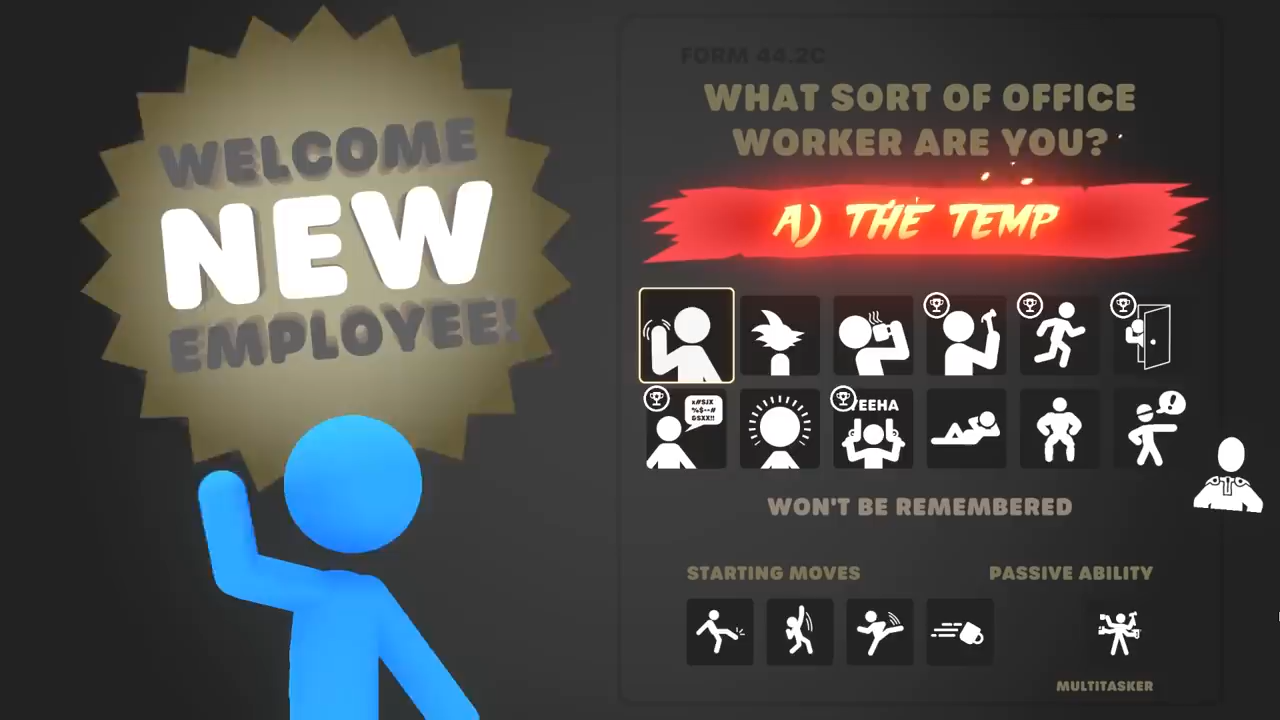 WELCOME
NEW
EMPLOYEE!
FORM 44.2C
WHAT SORT OF OFFICE
WORKER ARE YOU?
A) THE TEMP
YEEHA
WON'T BE REMEMBERED
STARTING MOVES
PASSIVE ABILITY
MULTITASKER